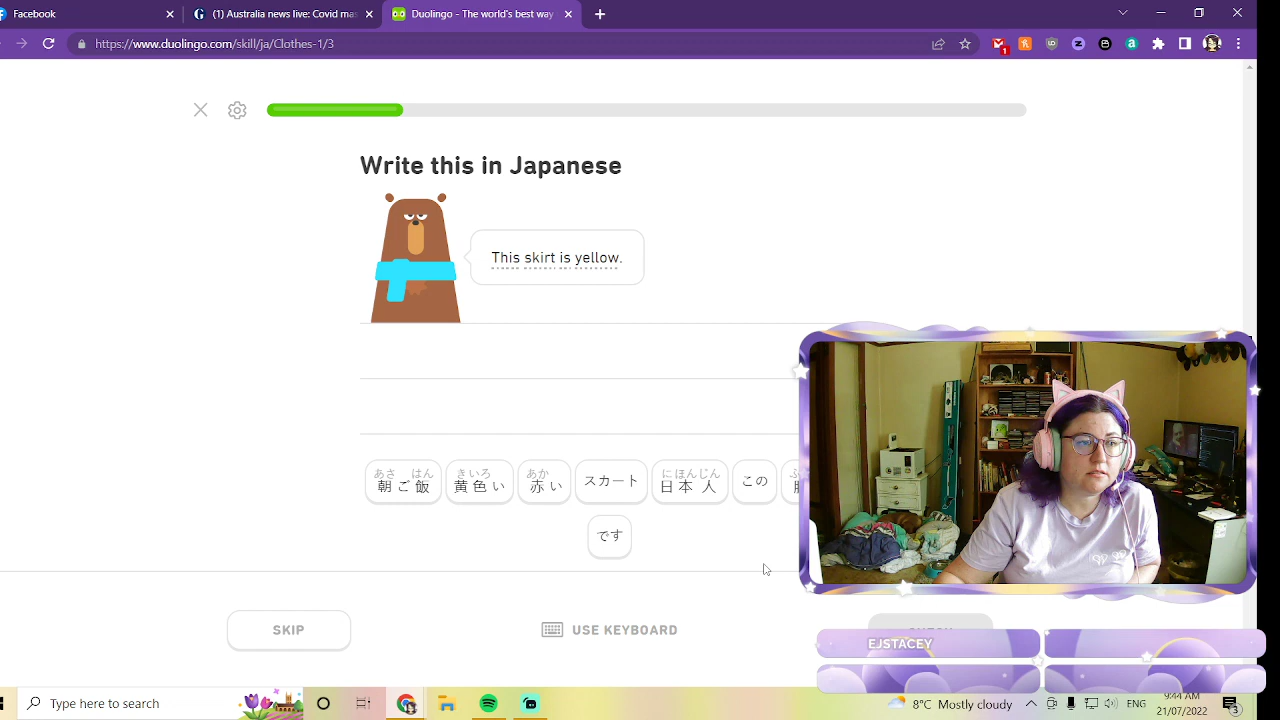 Facebook
(1) Australia news live: Covid mas
Duolingo - The world's best way
https://www.duolingo.com/skill/ja/Clothes-1/3
1
Write this in Japanese
This skirt is yellow.
あさ はん
朝ご飯
きいろ
黄色い
あか
赤い
スカート
にほんじん
日本人
この
です
SKIP
USE KEYBOARD
EJSTACEY
Type here to search
8°C Mostly cloudy
ENG
9:44 AM
21/07/2022